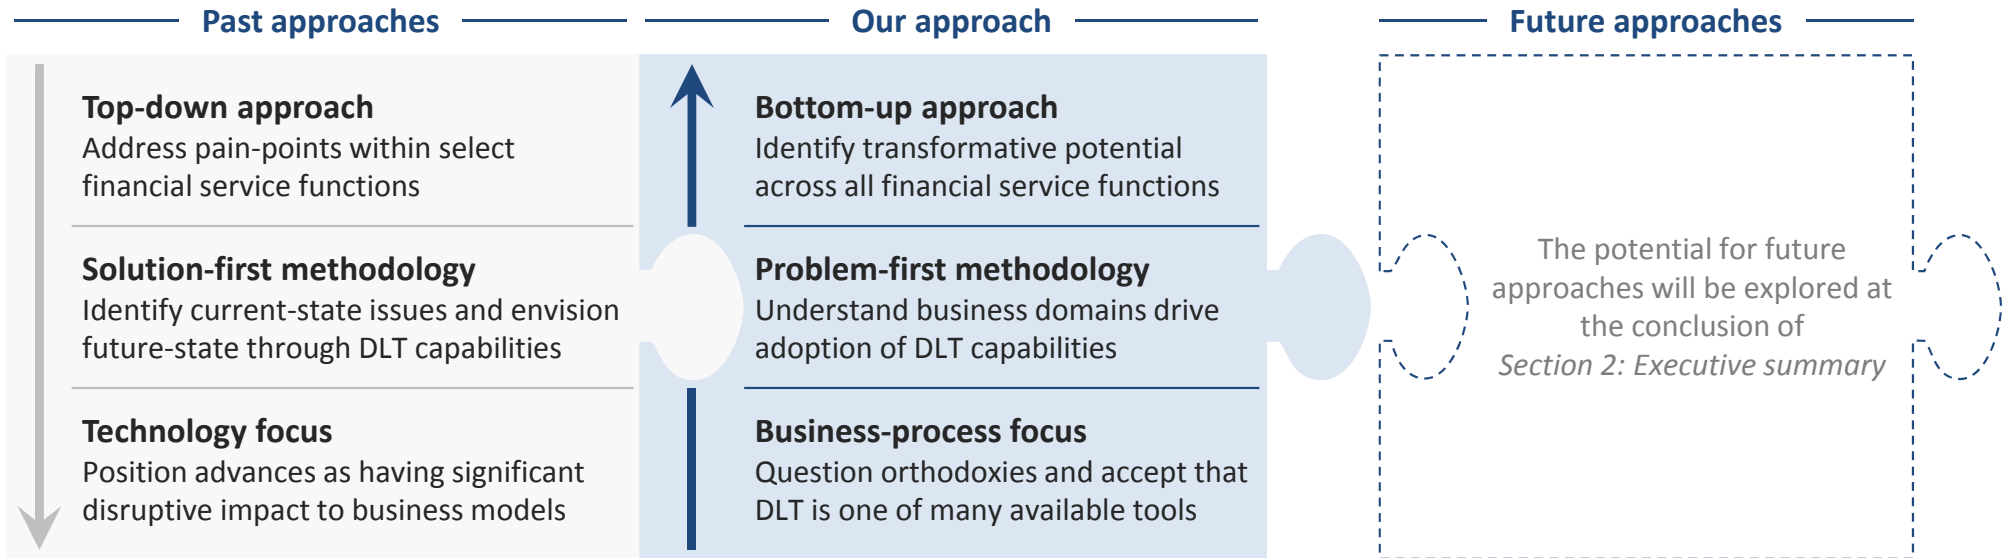 Past approaches
Top-down approach
Address pain-points within select
financial service functions
Solution-first methodology
Identify current-state issues and envision
future-state through DLT capabilities
Technology focus
Position advances as having significant
disruptive impact to business models
Our approach
Bottom-up approach
Identify transformative potential
across all financial service functions
Problem-first methodology
Understand business domains drive
adoption of DLT capabilities
Business-process focus
Question orthodoxies and accept that
DLT is one of many available tools
Future approaches
The potential for future
approaches will be explored at
the conclusion of
Section 2: Executive summary